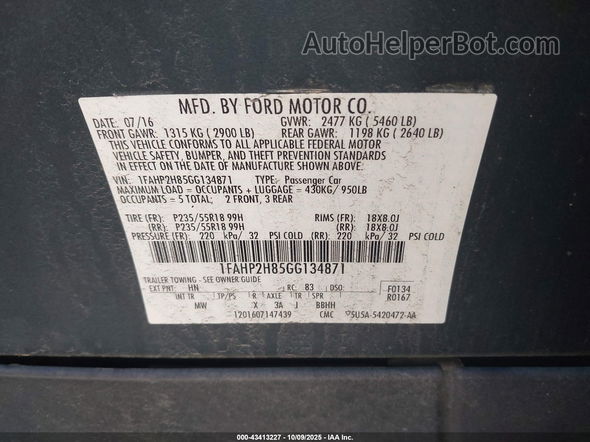 AutoHelperBot.com
MFD. BY FORD MOTOR CO.
DATE: 07/16 GVWR: 2477 KG ( 5460 LB)
FRONT GAWR: 1315 KG ( 2900 LB) REAR GAWR: 1198 KG ( 2640 LB)
THIS VEHICLE CONFORMS TO ALL APPLICABLE FEDERAL MOTOR
VEHICLE SAFETY, BUMPER, AND THEFT PREVENTION STANDARDS IN
EFFECT ON THE DATE OF MANUFACTURE SHOWN ABOVE.
VIN: 1FAHP2H85GG134871 TYPE: Passenger Car
MAXIMUM LOAD = OCCUPANTS + LUGGAGE = 430KG/950LB
OCCUPANTS = 5 TOTAL: 2 FRONT, 3 REAR
TIRE (FR): P235/55R18 99H RIMS (FR): 18X8.0J
(RR): P235/55R18 99H (RR): 18X8.0J
PRESSURE (FR): 220 kPa/ 32 PSI COLD (RR): 220 kPa/ 32 PSI COLD
1FAHP2H85GG134871
TRAILER TOWING - SEE OWNER GUIDE
EXT PNT: HN RC: 83 DSO: F0134
INT TR TP/PS R AXLE TR SPR R0167
MW X 3A J BBHH
1201607147439 CMC 5U5A-5420472-AA
000-43413227 - 10/09/2025 - IAA Inc.